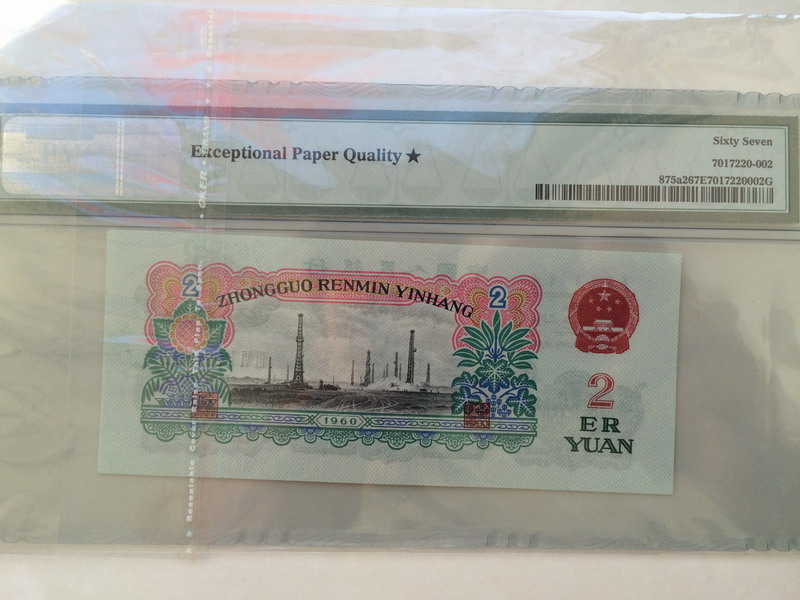 Exceptional Paper Quality ★
Sixty Seven
7017220-002
875a267E7017220002G
ZHONGGUO RENMIN YINHANG
2
2
1960
2
ER
YUAN